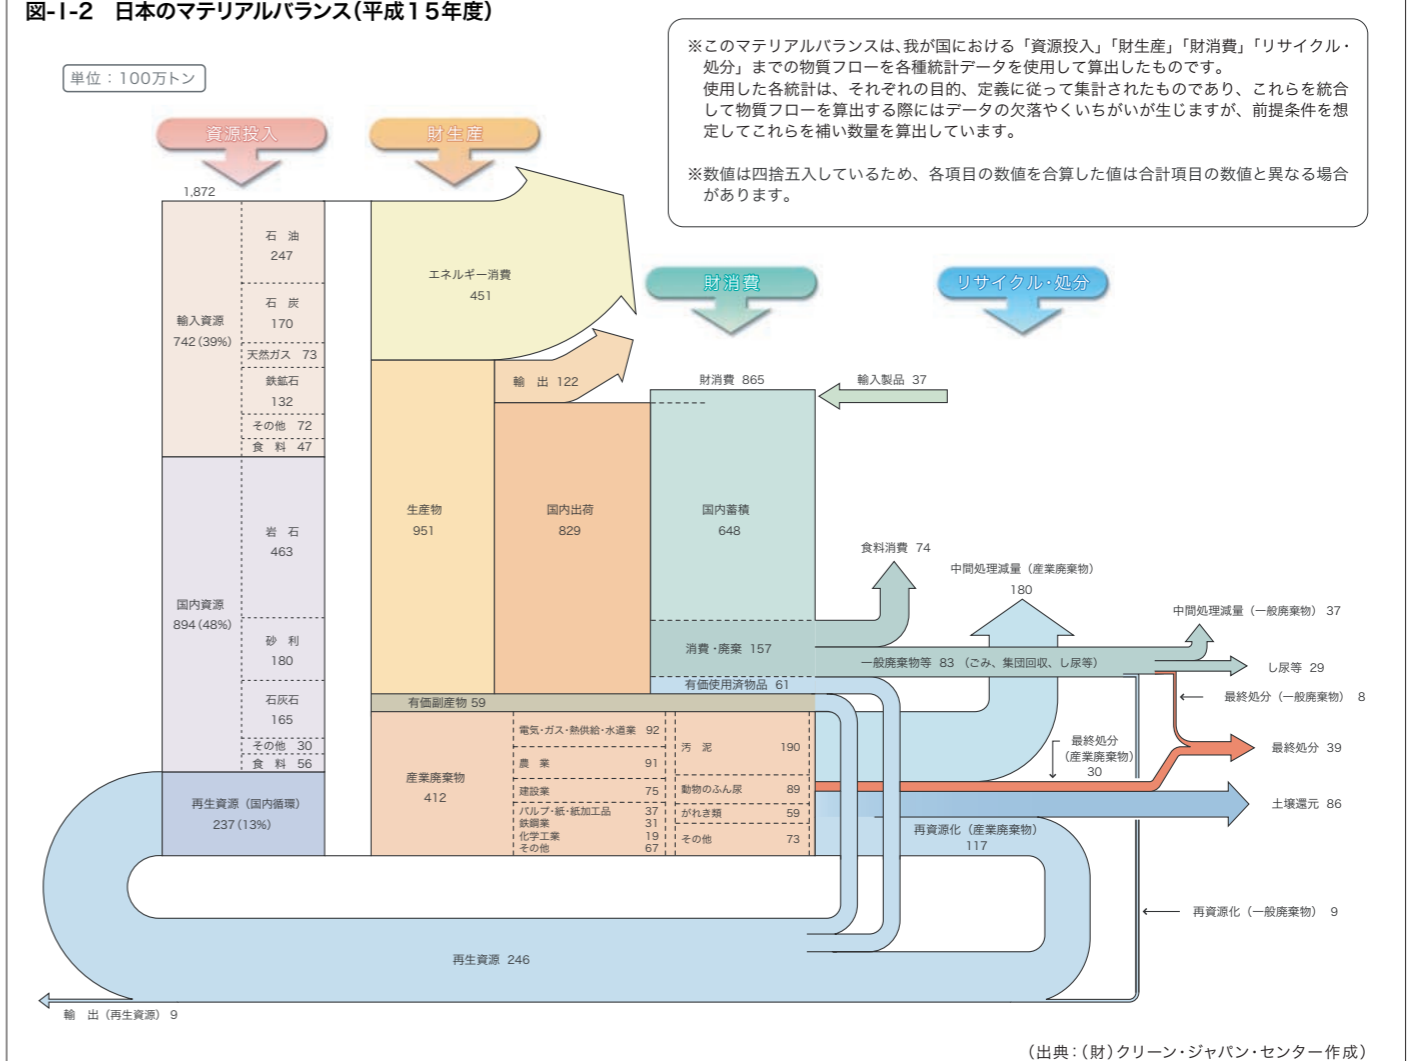 図-I-2 日本のマテリアルバランス(平成15年度)
※このマテリアルバランスは、我が国における「資源投入」「財生産」「財消費」「リサイクル・
処分」までの物質フローを各種統計データを使用して算出したものです。
使用した各統計は、それぞれの目的、定義に従って集計されたものであり、これらを統合
して物質フローを算出する際にはデータの欠落やくいちがいが生じますが、前提条件を想
定してこれらを補い数量を算出しています。
※数値は四捨五入しているため、各項目の数値を合算した値は合計項目の数値と異なる場合
があります。
単位:100万トン
資源投入
財生産
財消費
リサイクル・処分
1,872
輸入資源
742(39%)
石 油
247
石 炭
170
天然ガス 73
鉄鉱石
132
その他 72
食 料 47
国内資源
894(48%)
岩 石
463
砂 利
180
石灰石
165
その他 30
食 料 56
再生資源(国内循環)
237(13%)
エネルギー消費
451
輸 出 122
生産物
951
国内出荷
829
財消費 865
輸入製品 37
国内蓄積
648
消費・廃棄 157
有価使用済物品 61
有価副産物 59
産業廃棄物
412
電気・ガス・熱供給・水道業 92
農 業 91
建設業 75
パルプ・紙・紙加工品 37
鉄鋼業 31
化学工業 19
その他 67
汚 泥 190
動物のふん尿 89
がれき類 59
その他 73
食料消費 74
中間処理減量(産業廃棄物)
180
中間処理減量(一般廃棄物) 37
一般廃棄物等 83 (ごみ、集団回収、し尿等)
し尿等 29
最終処分(一般廃棄物) 8
最終処分
(産業廃棄物)
30
最終処分 39
土壌還元 86
再資源化(産業廃棄物)
117
再資源化(一般廃棄物) 9
再生資源 246
輸 出(再生資源) 9
(出典:(財)クリーン・ジャパン・センター作成)